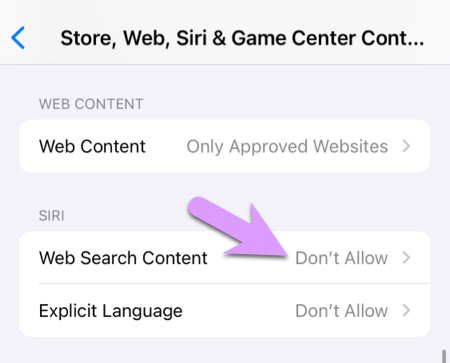 Store, Web, Siri & Game Center Cont...
WEB CONTENT
Web Content Only Approved Websites
SIRI
Web Search Content Don't Allow
Explicit Language Don't Allow